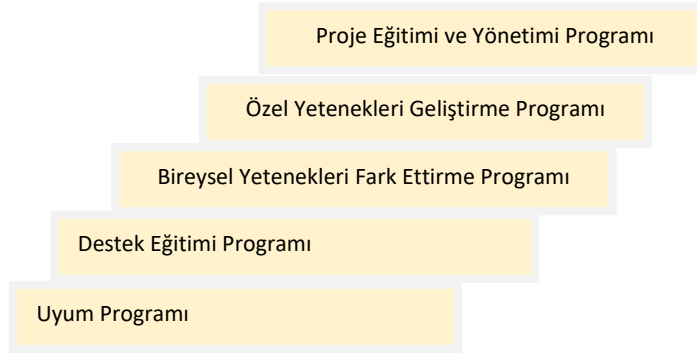 Proje Eğitimi ve Yönetimi Programı
Özel Yetenekleri Geliştirme Programı
Bireysel Yetenekleri Fark Ettirme Programı
Destek Eğitimi Programı
Uyum Programı